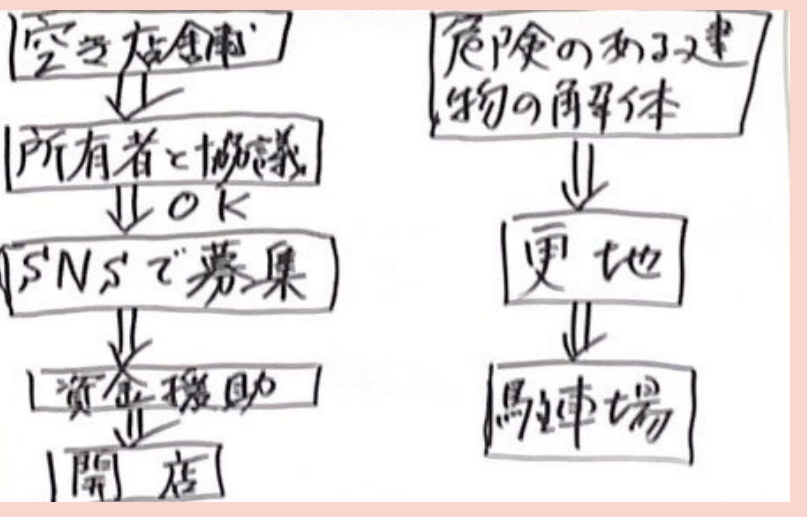 空き店舗
所有者と協議
OK
SNSで募集
資金援助
開店
危険のある建
物の解体
更地
駐車場